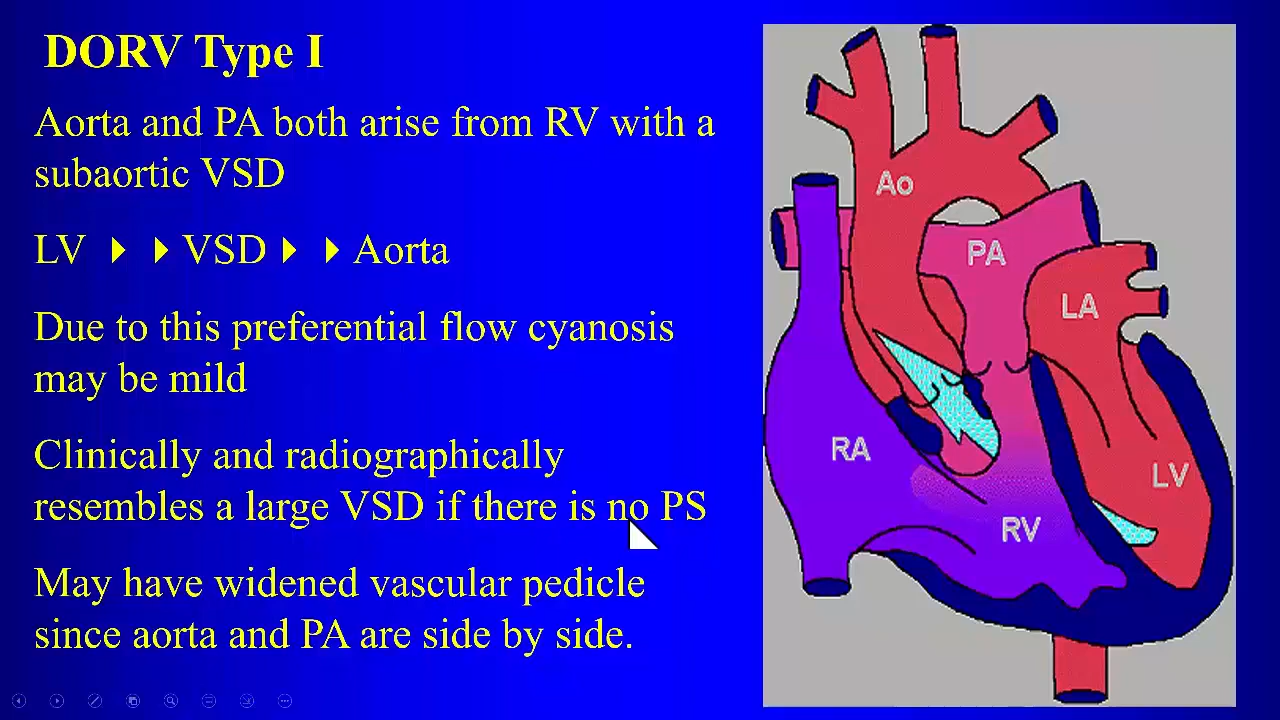 DORV Type I
Aorta and PA both arise from RV with a
subaortic VSD
LV ⏵ ⏵ VSD ⏵ ⏵ Aorta
Due to this preferential flow cyanosis
may be mild
Clinically and radiographically
resembles a large VSD if there is no PS
May have widened vascular pedicle
since aorta and PA are side by side.
Ao
PA
LA
RA
LV
RV